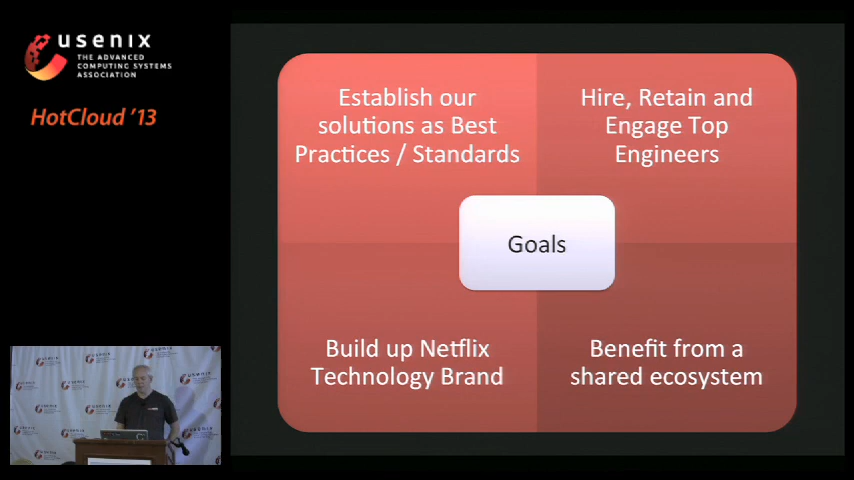 usenix
THE ADVANCED
COMPUTING SYSTEMS
ASSOCIATION
HotCloud '13
Establish our
solutions as Best
Practices / Standards
Hire, Retain and
Engage Top
Engineers
Goals
Build up Netflix
Technology Brand
Benefit from a
shared ecosystem